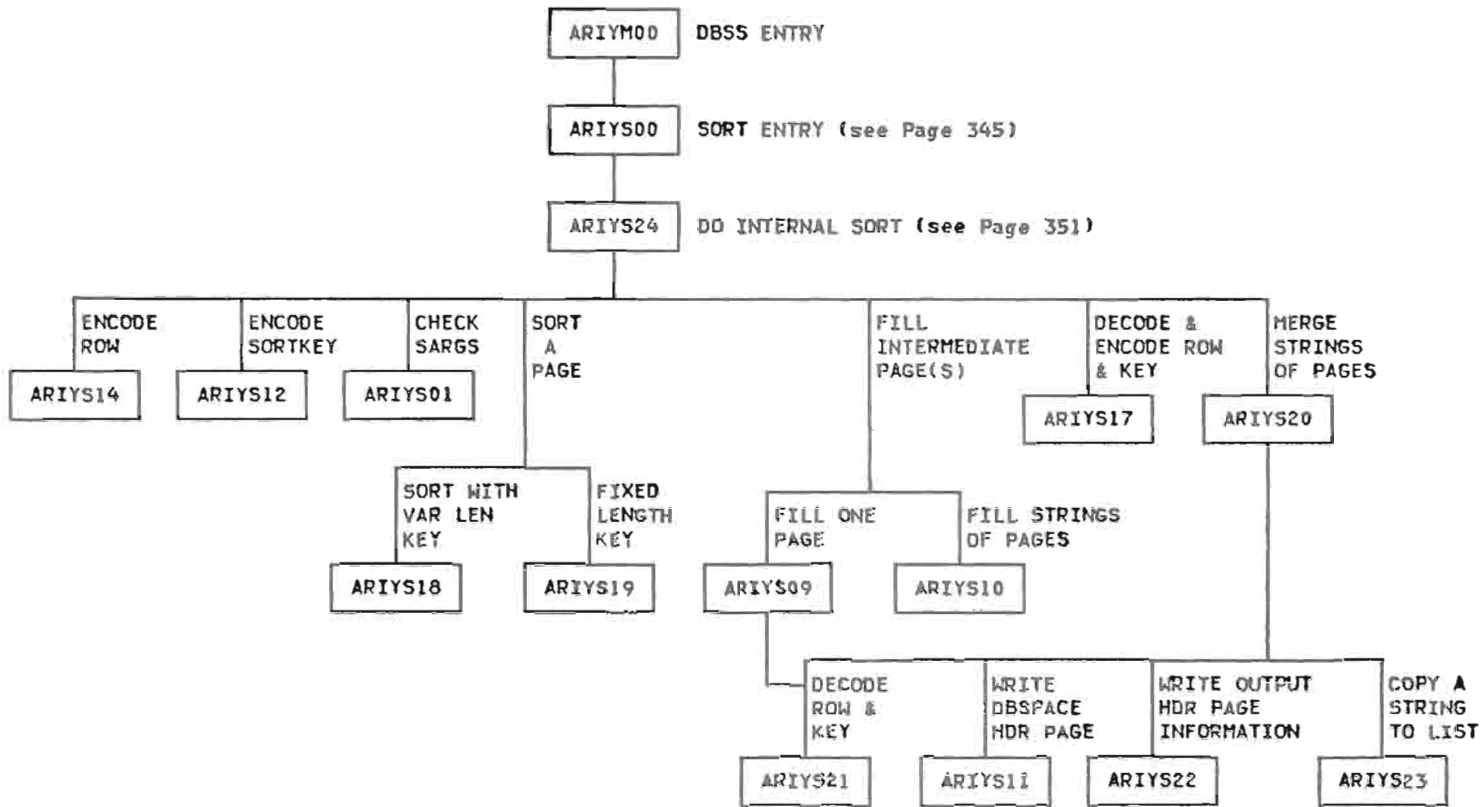 ARIYM00 DBSS ENTRY
ARIYS00 SORT ENTRY (see Page 345)
ARIYS24 DO INTERNAL SORT (see Page 351)
ENCODE
ROW
ARIYS14
ENCODE
SORTKEY
ARIYS12
CHECK
SARGS
ARIYS01
SORT
A
PAGE
FILL
INTERMEDIATE
PAGE(S)
DECODE &
ENCODE ROW
& KEY
ARIYS17
MERGE
STRINGS
OF PAGES
ARIYS20
SORT WITH
VAR LEN
KEY
ARIYS18
FIXED
LENGTH
KEY
ARIYS19
FILL ONE
PAGE
ARIYS09
FILL STRINGS
OF PAGES
ARIYS10
DECODE
ROW &
KEY
ARIYS21
WRITE
DBSPACE
HDR PAGE
ARIYS11
WRITE OUTPUT
HDR PAGE
INFORMATION
ARIYS22
COPY A
STRING
TO LIST
ARIYS23